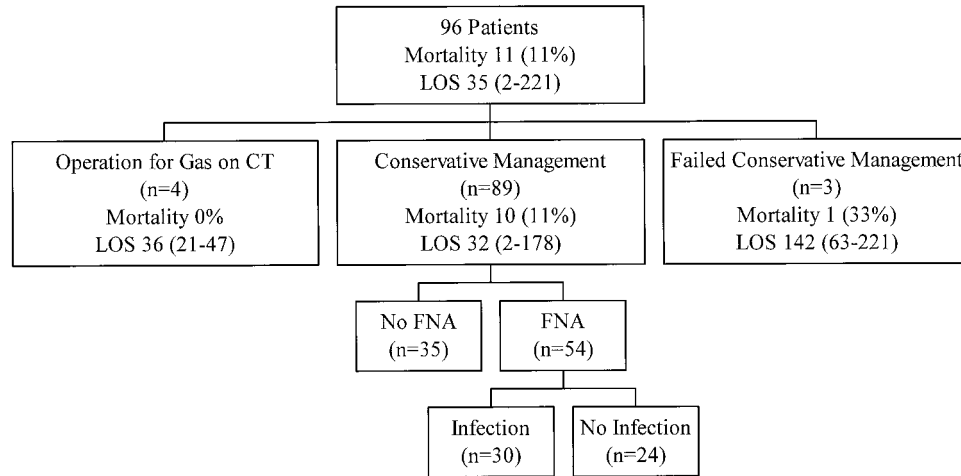 96 Patients
Mortality 11 (11%)
LOS 35 (2-221)
Operation for Gas on CT
(n=4)
Mortality 0%
LOS 36 (21-47)
Conservative Management
(n=89)
Mortality 10 (11%)
LOS 32 (2-178)
Failed Conservative Management
(n=3)
Mortality 1 (33%)
LOS 142 (63-221)
No FNA
(n=35)
FNA
(n=54)
Infection
(n=30)
No Infection
(n=24)